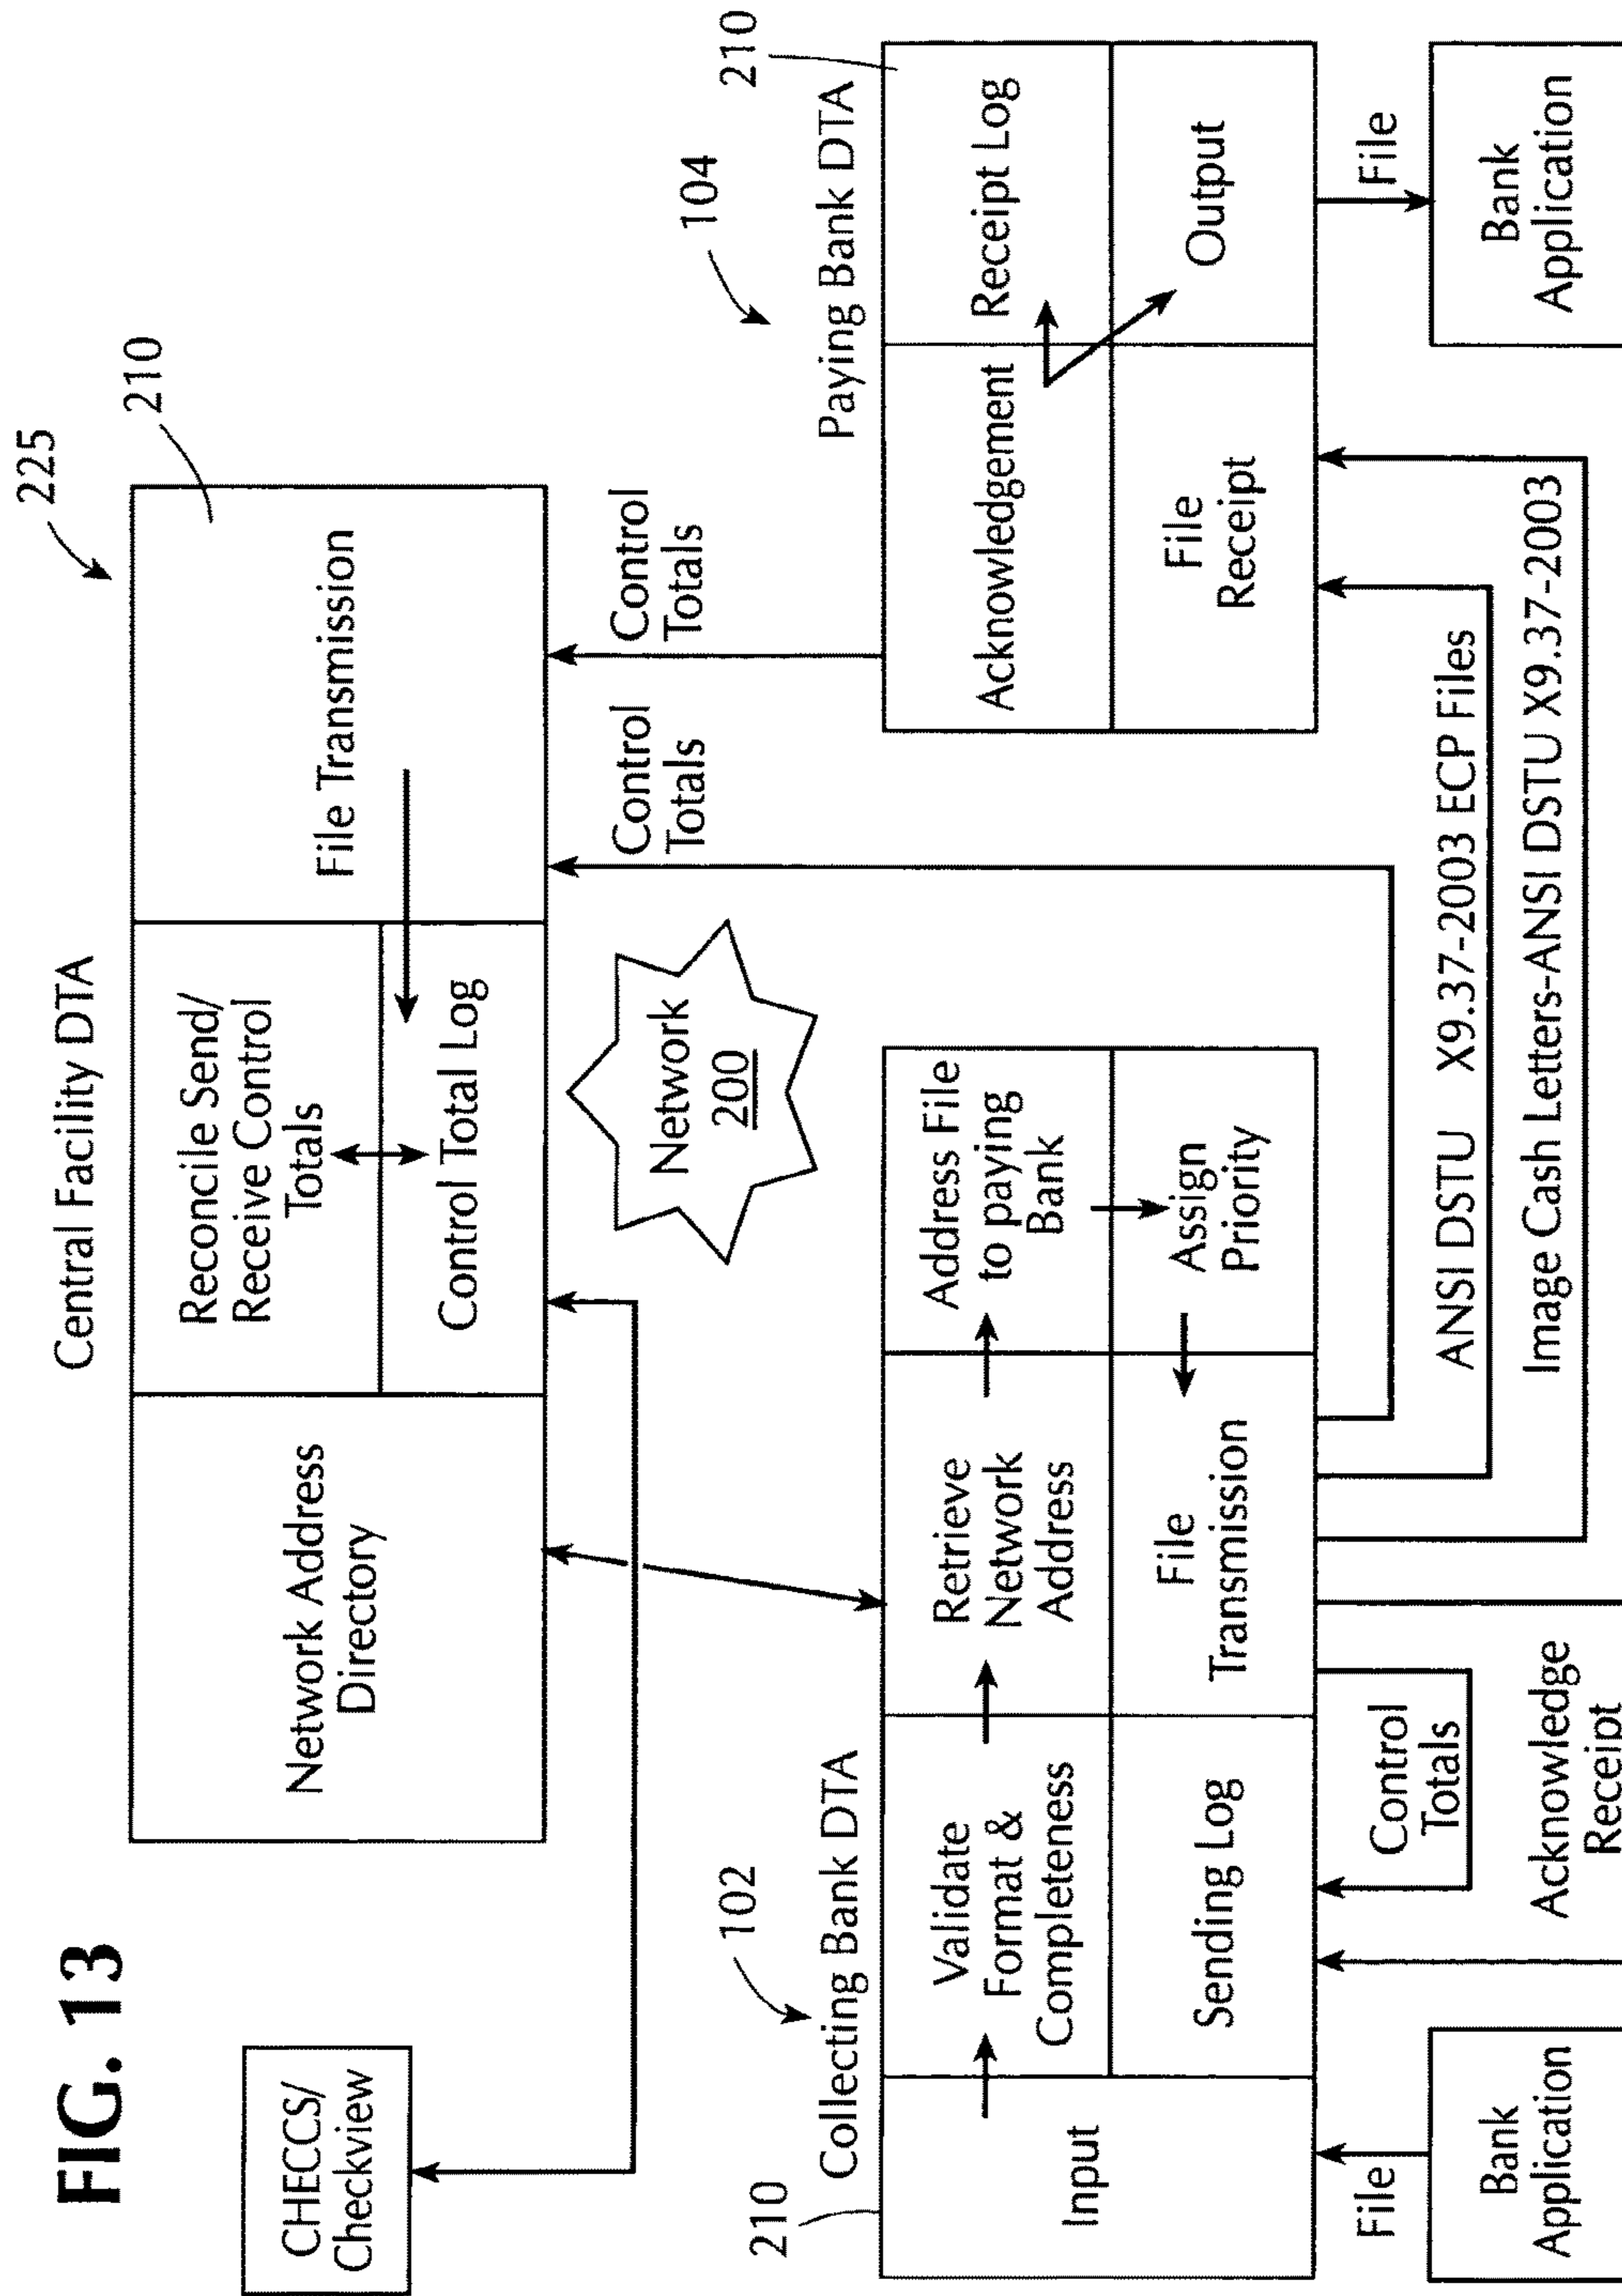 FIG. 13
CHECCS/
Checkview
Central Facility DTA
225
210
Network Address
Directory
Reconcile Send/
Receive Control
Totals
Control Total Log
File Transmission
Network
200
Control
Totals
Control
Totals
102
Collecting Bank DTA
210
Input
Validate
Format &
Completeness
Retrieve
Network
Address
Address File
to paying
Bank
Sending Log
File
Transmission
Assign
Priority
104
Paying Bank DTA
210
Acknowledgement
Receipt Log
File
Receipt
Output
File
Bank
Application
Control
Totals
Acknowledge
Receipt
ANSI DSTU X9.37-2003 ECP Files
Image Cash Letters-ANSI DSTU X9.37-2003
File
Bank
Application